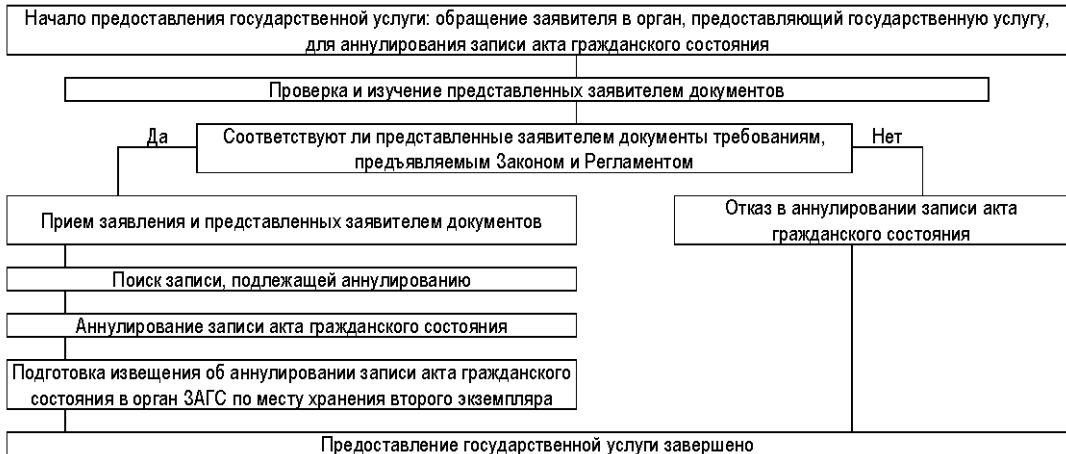 Начало предоставления государственной услуги: обращение заявителя в орган, предоставляющий государственную услугу,
для аннулирования записи акта гражданского состояния
Проверка и изучение представленных заявителем документов
Да
Соответствуют ли представленные заявителем документы требованиям,
предъявляемым Законом и Регламентом
Нет
Прием заявления и представленных заявителем документов
Отказ в аннулировании записи акта
гражданского состояния
Поиск записи, подлежащей аннулированию
Аннулирование записи акта гражданского состояния
Подготовка извещения об аннулировании записи акта гражданского
состояния в орган ЗАГС по месту хранения второго экземпляра
Предоставление государственной услуги завершено